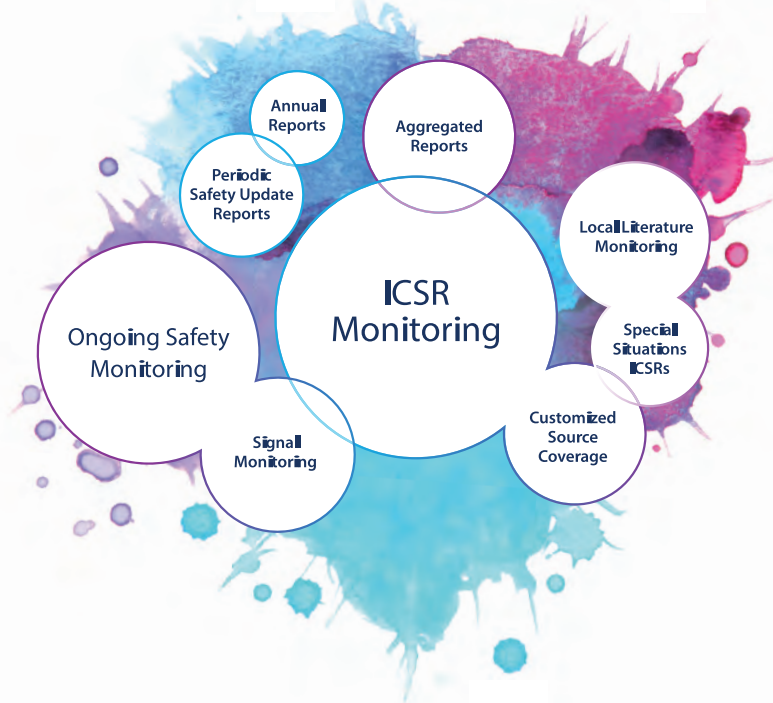 Annual
Reports
Aggregated
Reports
Periodic
Safety Update
Reports
Local Literature
Monitoring
ICSR
Monitoring
Ongoing Safety
Monitoring
Special
Situations
ICSRs
Customized
Source
Coverage
Signal
Monitoring